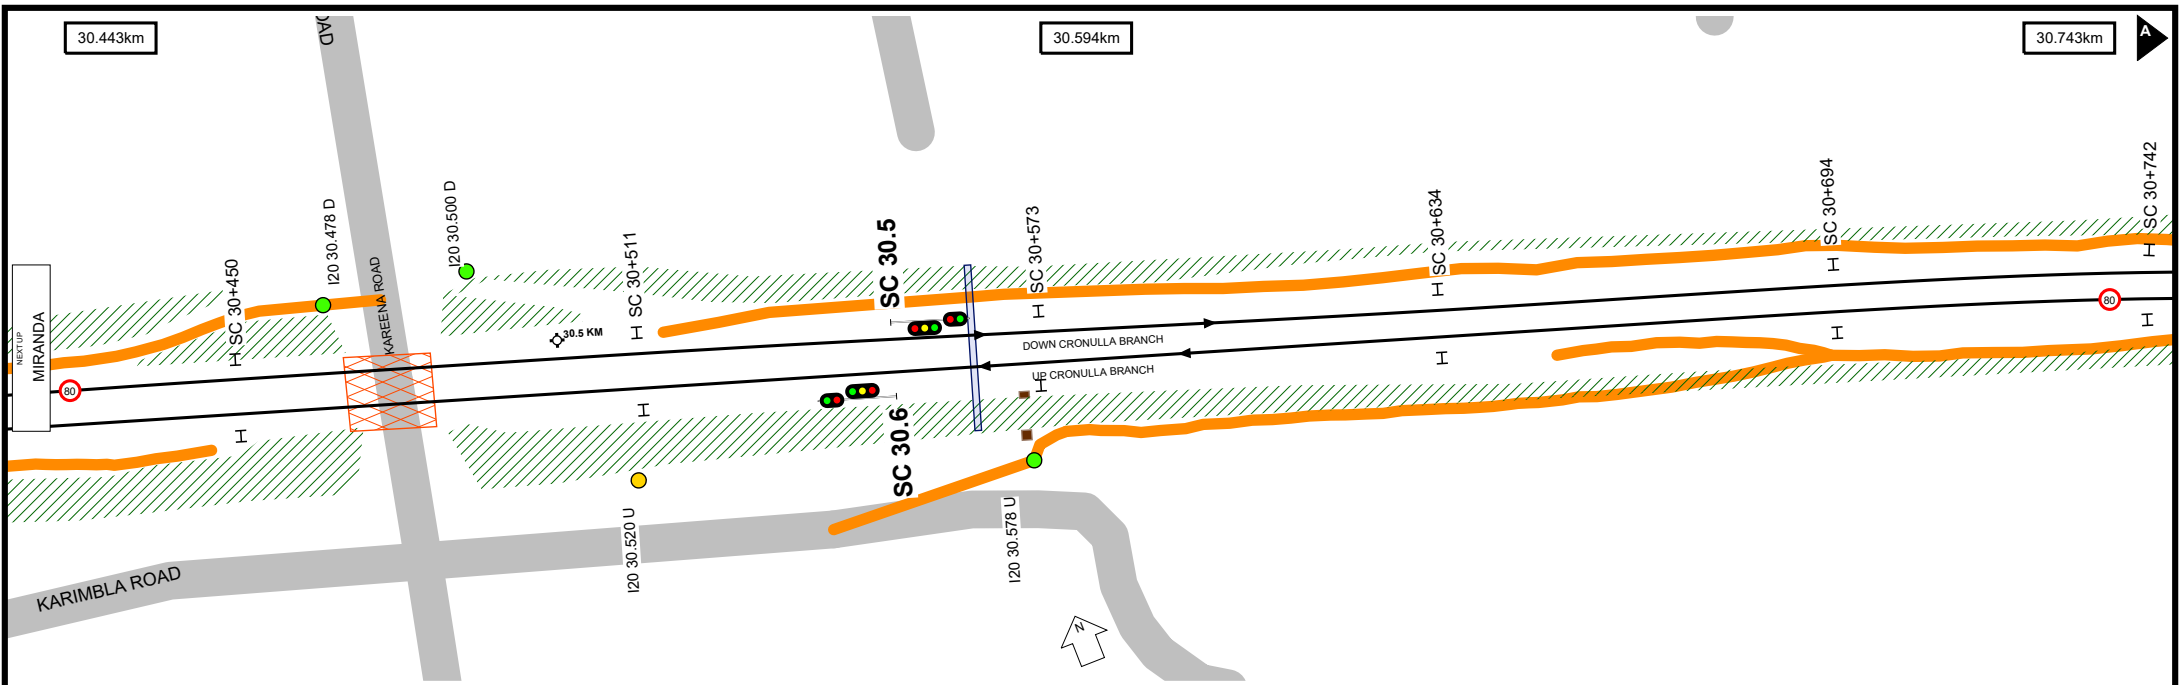 30.443km
30.594km
30.743km
A
OAD
SC 30+450
I20 30.478 D
KAREENA ROAD
I20 30.500 D
30.5 KM
SC 30+511
SC 30.5
SC 30+573
SC 30+634
SC 30+694
SC 30+742
NEXT UP
MIRANDA
80
80
DOWN CRONULLA BRANCH
UP CRONULLA BRANCH
SC 30.6
I20 30.520 U
I20 30.578 U
KARIMBLA ROAD
N